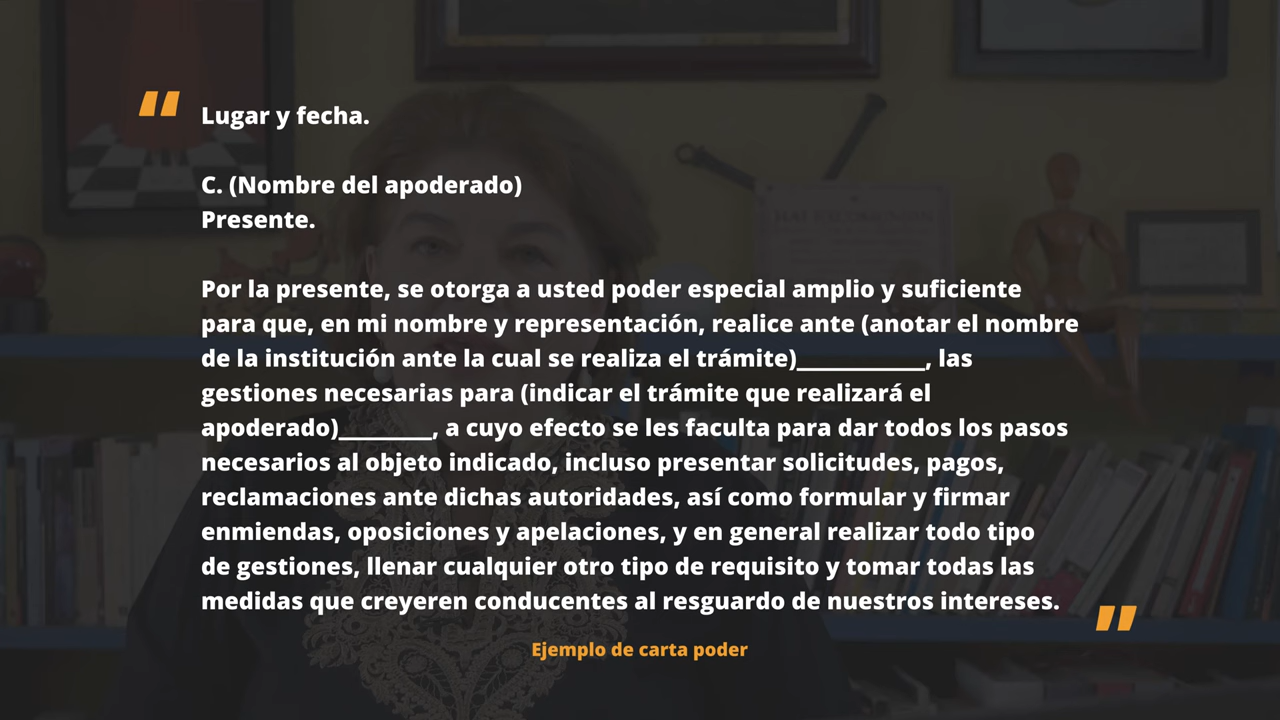 Lugar y fecha.
C. (Nombre del apoderado)
Presente.
Por la presente, se otorga a usted poder especial amplio y suficiente
para que, en mi nombre y representación, realice ante (anotar el nombre
de la institución ante la cual se realiza el trámite)___________, las
gestiones necesarias para (indicar el trámite que realizará el
apoderado)________, a cuyo efecto se les faculta para dar todos los pasos
necesarios al objeto indicado, incluso presentar solicitudes, pagos,
reclamaciones ante dichas autoridades, así como formular y firmar
enmiendas, oposiciones y apelaciones, y en general realizar todo tipo
de gestiones, llenar cualquier otro tipo de requisito y tomar todas las
medidas que creyeren conducentes al resguardo de nuestros intereses.
Ejemplo de carta poder